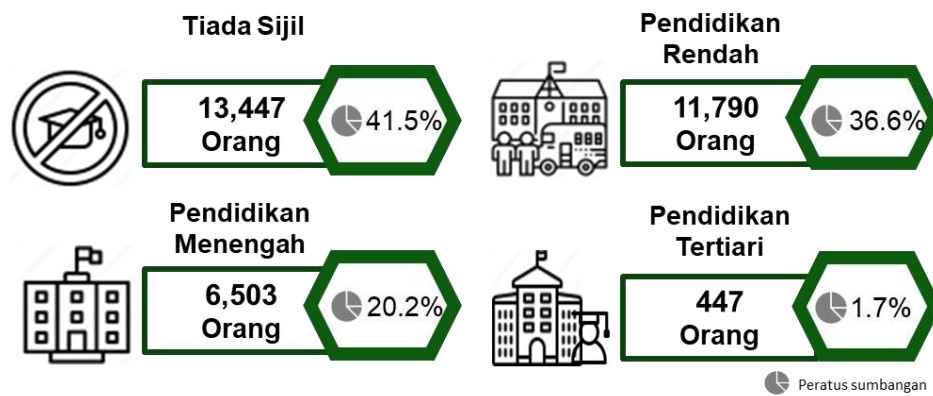 Tiada Sijil
13,447
Orang
41.5%
Pendidikan
Rendah
11,790
Orang
36.6%
Pendidikan
Menengah
6,503
Orang
20.2%
Pendidikan
Tertiari
447
Orang
1.7%
Peratus sumbangan